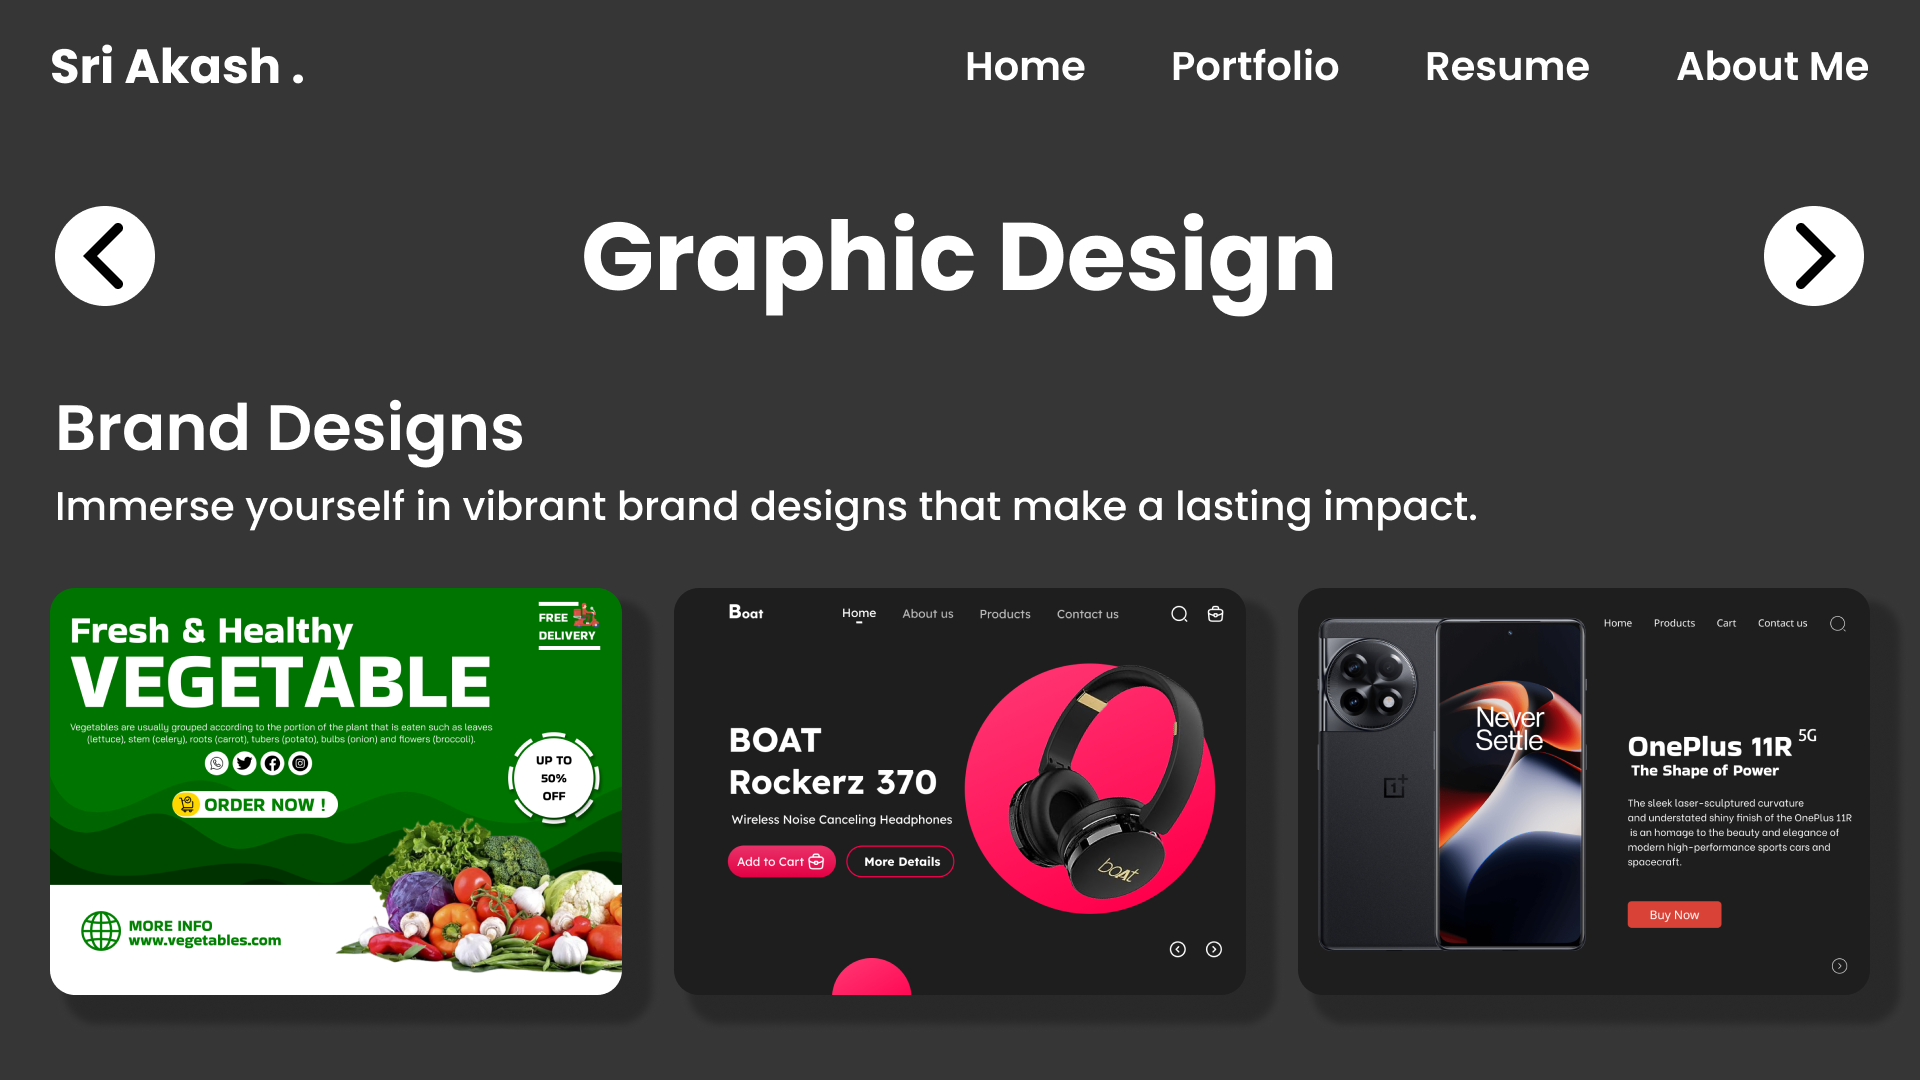 Sri Akash .
Home
Portfolio
Resume
About Me
Graphic Design
Brand Designs
Immerse yourself in vibrant brand designs that make a lasting impact.
Fresh & Healthy
VEGETABLE
FREE
DELIVERY
Vegetables are usually grouped according to the portion of the plant that is eaten such as leaves
(lettuce), stem (celery), roots (carrot), tubers (potato), bulbs (onion) and flowers (broccoli).
UP TO
50%
OFF
ORDER NOW !
MORE INFO
www.vegetables.com
Boat
Home
About us
Products
Contact us
BOAT
Rockerz 370
Wireless Noise Canceling Headphones
Add to Cart
More Details
boAt
Home
Products
Cart
Contact us
Never
Settle
OnePlus 11R 5G
The Shape of Power
The sleek laser-sculptured curvature
and understated shiny finish of the OnePlus 11R
is an homage to the beauty and elegance of
modern high-performance sports cars and
spacecraft.
Buy Now